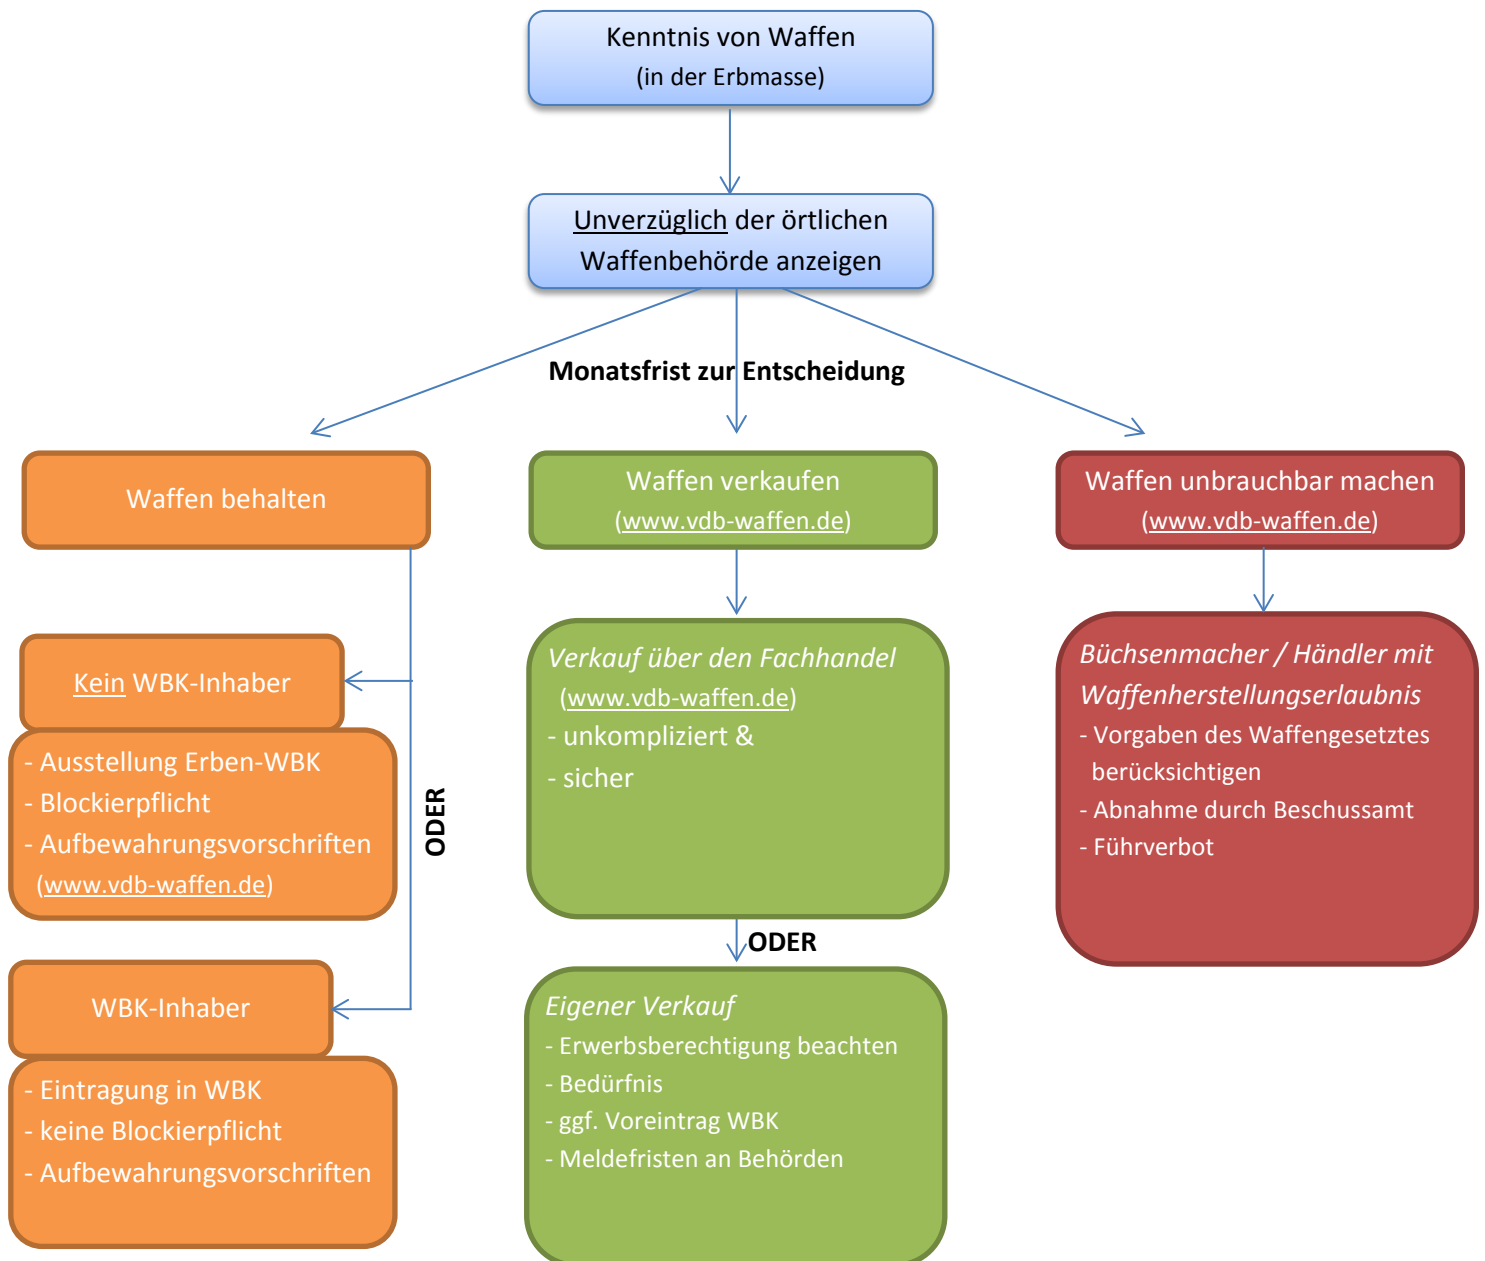 Kenntnis von Waffen
(in der Erbmasse)
Unverzüglich der örtlichen
Waffenbehörde anzeigen
Monatsfrist zur Entscheidung
Waffen behalten
Kein WBK-Inhaber
- Ausstellung Erben-WBK
- Blockierpflicht
- Aufbewahrungsvorschriften
(www.vdb-waffen.de)
ODER
WBK-Inhaber
- Eintragung in WBK
- keine Blockierpflicht
- Aufbewahrungsvorschriften
Waffen verkaufen
(www.vdb-waffen.de)
Verkauf über den Fachhandel
(www.vdb-waffen.de)
- unkompliziert &
- sicher
ODER
Eigener Verkauf
- Erwerbsberechtigung beachten
- Bedürfnis
- ggf. Voreintrag WBK
- Meldefristen an Behörden
Waffen unbrauchbar machen
(www.vdb-waffen.de)
Büchsenmacher / Händler mit
Waffenherstellungserlaubnis
- Vorgaben des Waffengesetztes
berücksichtigen
- Abnahme durch Beschussamt
- Führverbot